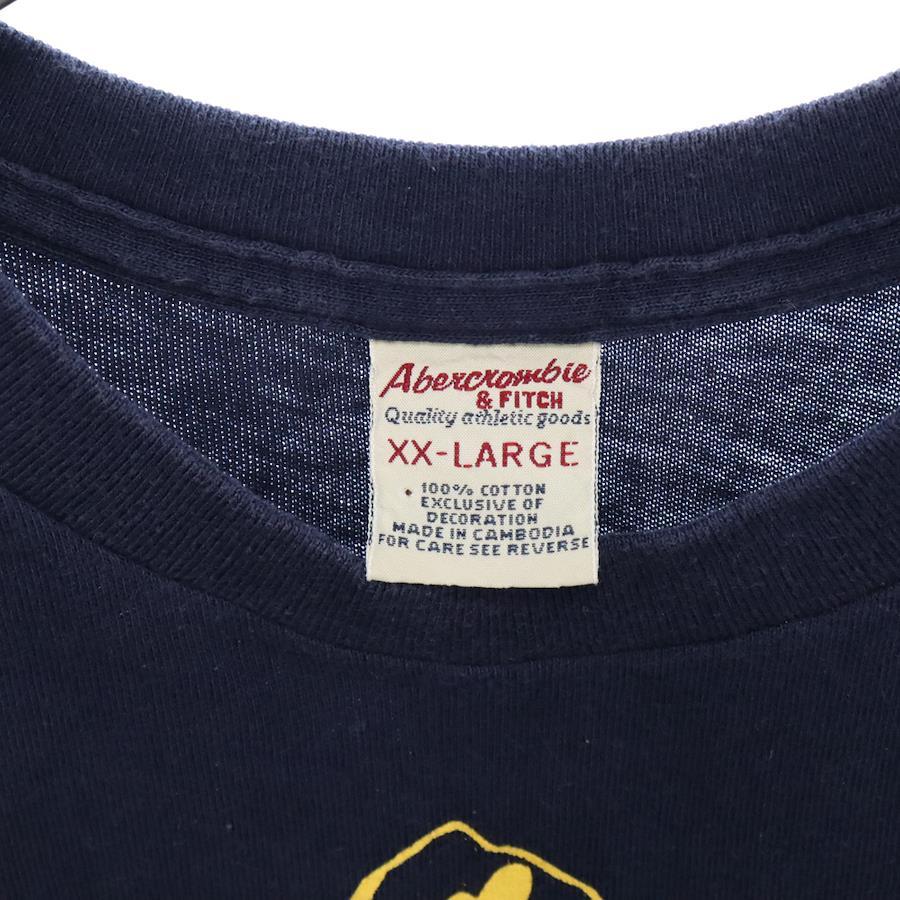 Abercrombie
& FITCH
Quality athletic goods
XX-LARGE
100% COTTON
EXCLUSIVE OF
DECORATION
MADE IN CAMBODIA
FOR CARE SEE REVERSE